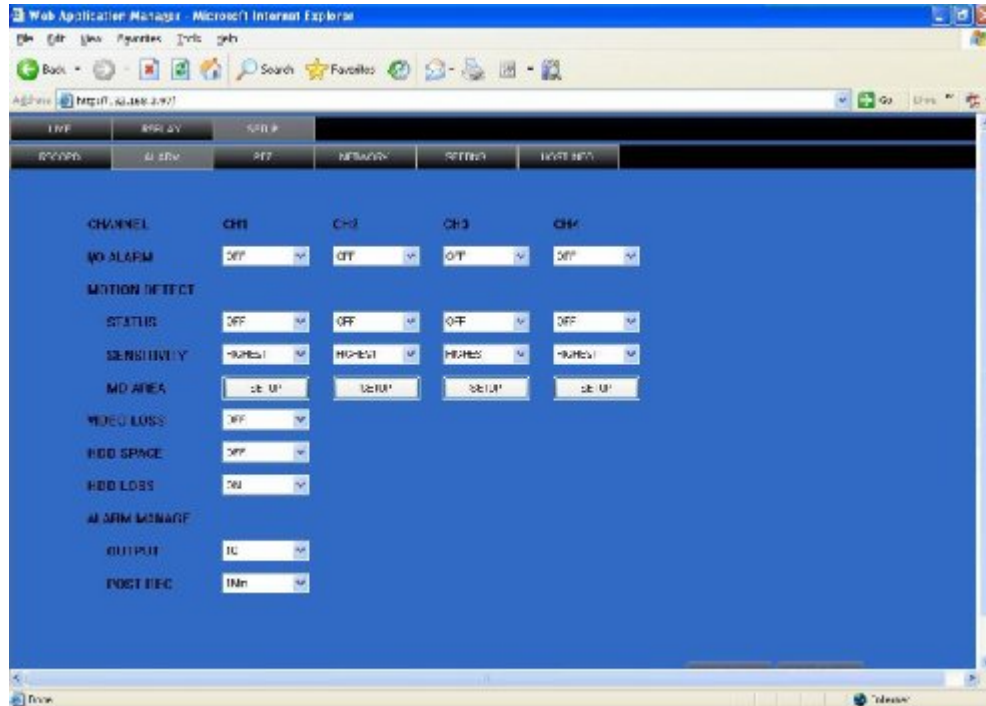 Web Application Manager - Microsoft Internet Explorer
File Edit View Favorites Tools Help
Back Search Favorites
Address Go Links
LIVE REPLAY SETUP
RECORD ALARM PTZ NETWORK SETTING HOST INFO
CHANNEL CH1 CH2 CH3 CH4
I/O ALARM OFF OFF OFF OFF
MOTION DETECT
STATUS OFF OFF OFF OFF
SENSITIVITY HIGHEST HIGHEST HIGHES HIGHEST
MD AREA SETUP SETUP SETUP SETUP
VIDEO LOSS OFF
HDD SPACE OFF
HDD LOSS ON
ALARM MANAGE
OUTPUT
POST REC 1Min
Done Internet